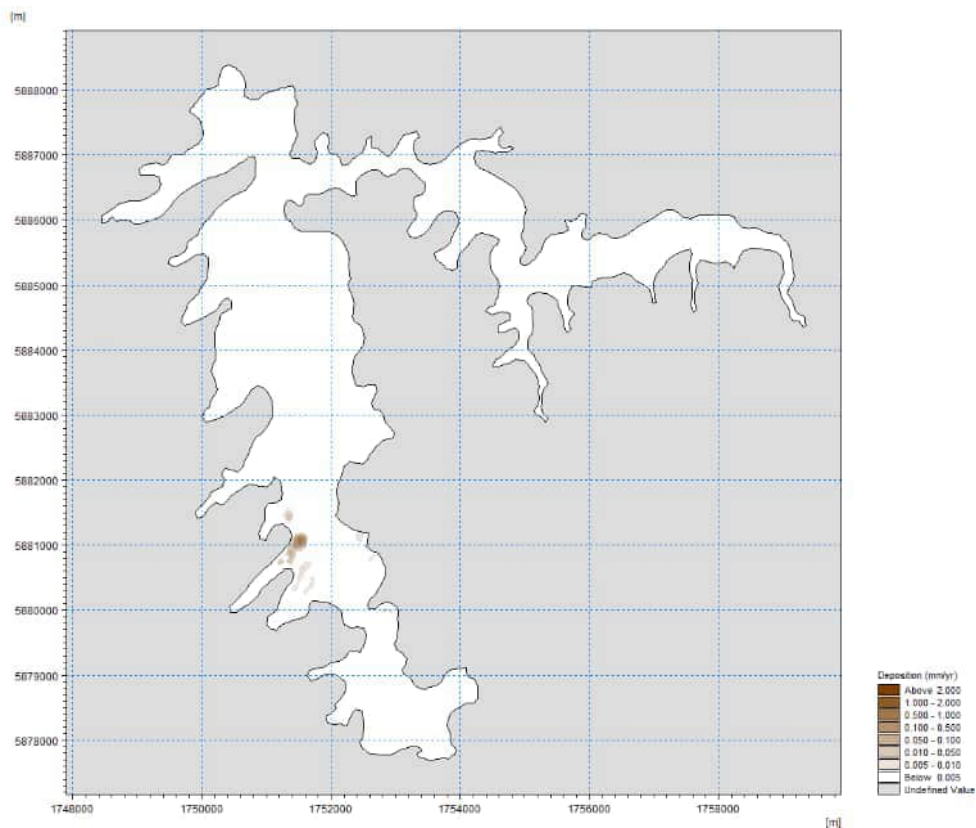 [m]
5888000
5887000
5886000
5885000
5884000
5883000
5882000
5881000
5880000
5879000
5878000
1748000 1750000 1752000 1754000 1756000 1758000
[m]
Deposition (mm/yr)
Above 2.000
1.000 - 2.000
0.500 - 1.000
0.100 - 0.500
0.050 - 0.100
0.010 - 0.050
0.005 - 0.010
Below 0.005
Undefined Value